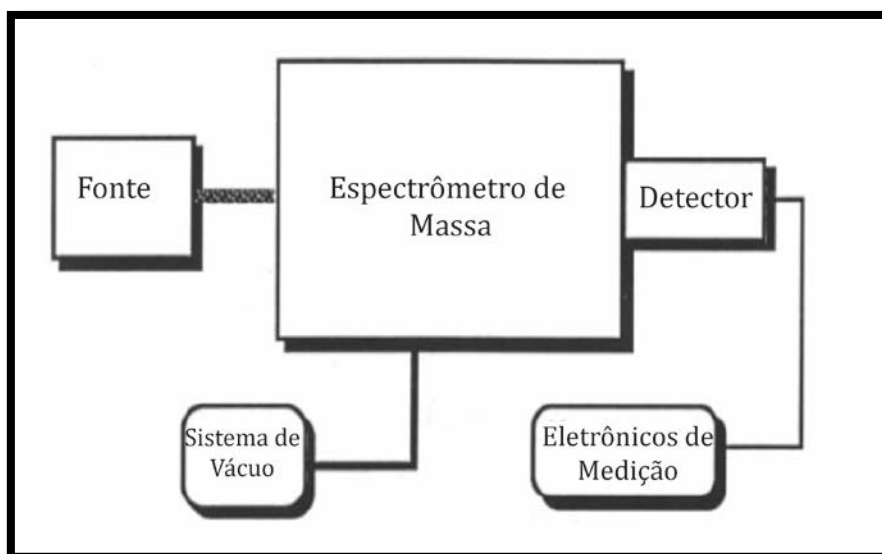 Fonte
Espectrômetro de
Massa
Detector
Sistema de
Vácuo
Eletrônicos de
Medição